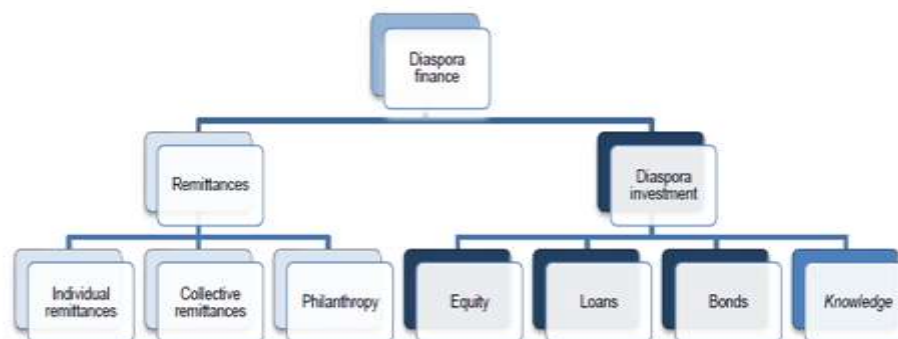 Diaspora
finance
Remittances
Diaspora
investment
Individual
remittances
Collective
remittances
Philanthropy
Equity
Loans
Bonds
Knowledge